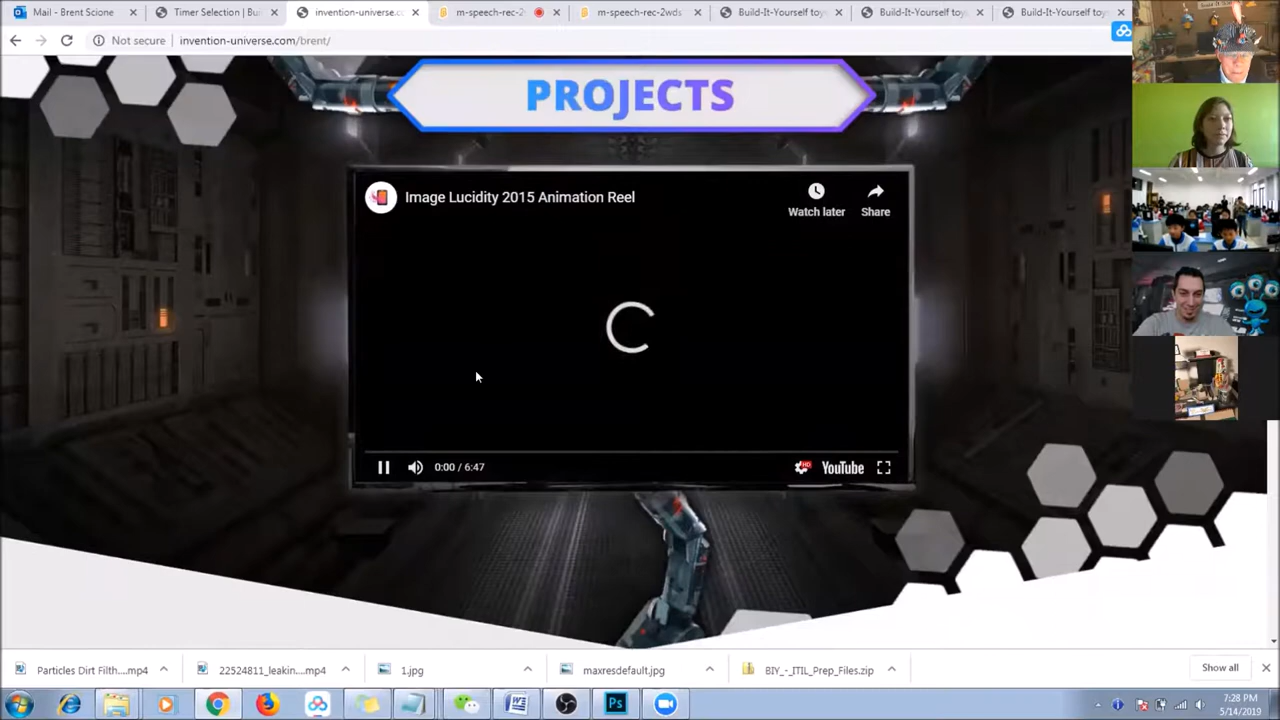 Mail - Brent Scione
Timer Selection | Bui
invention-universe.com
m-speech-rec-2
m-speech-rec-2wds
Build-It-Yourself toy
Build-It-Yourself toy
Build-It-Yourself toy
Not secure
invention-universe.com/brent/
PROJECTS
Image Lucidity 2015 Animation Reel
Watch later
Share
0:00 / 6:47
HD
YouTube
Particles Dirt Filth....mp4
22524811_leakin....mp4
1.jpg
maxresdefault.jpg
BIY_-_ITIL_Prep_Files.zip
Show all
Ps
7:28 PM
5/14/2019